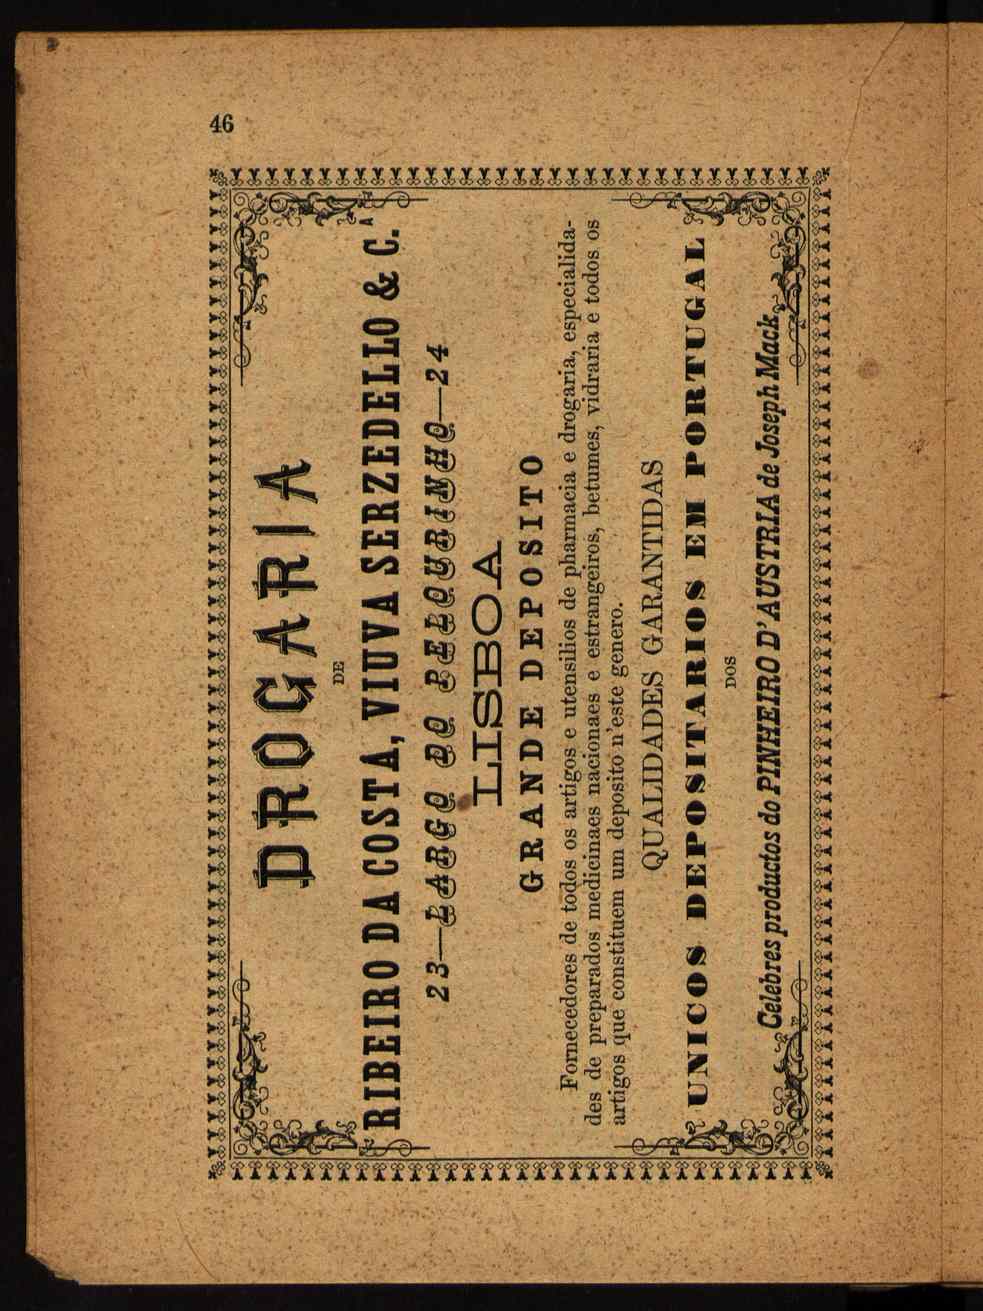 46
DROGARIA
DE
RIBEIRO DA COSTA, VIUVA SERZEDELLO & C.A
23—LARGO DO PELOURINHO—24
LISBOA
GRANDE DEPOSITO
Fornecedores de todos os artigos e utensilios de pharmacia e drogaria, especialida-
des de preparados medicinaes nacionaes e estrangeiros, betumes, vidraria e todos os
artigos que constituem um deposito n'este genero.
QUALIDADES GARANTIDAS
UNICOS DEPOSITARIOS EM PORTUGAL
DOS
Celebres productos do PINHEIRO D'AUSTRIA de Joseph Mack